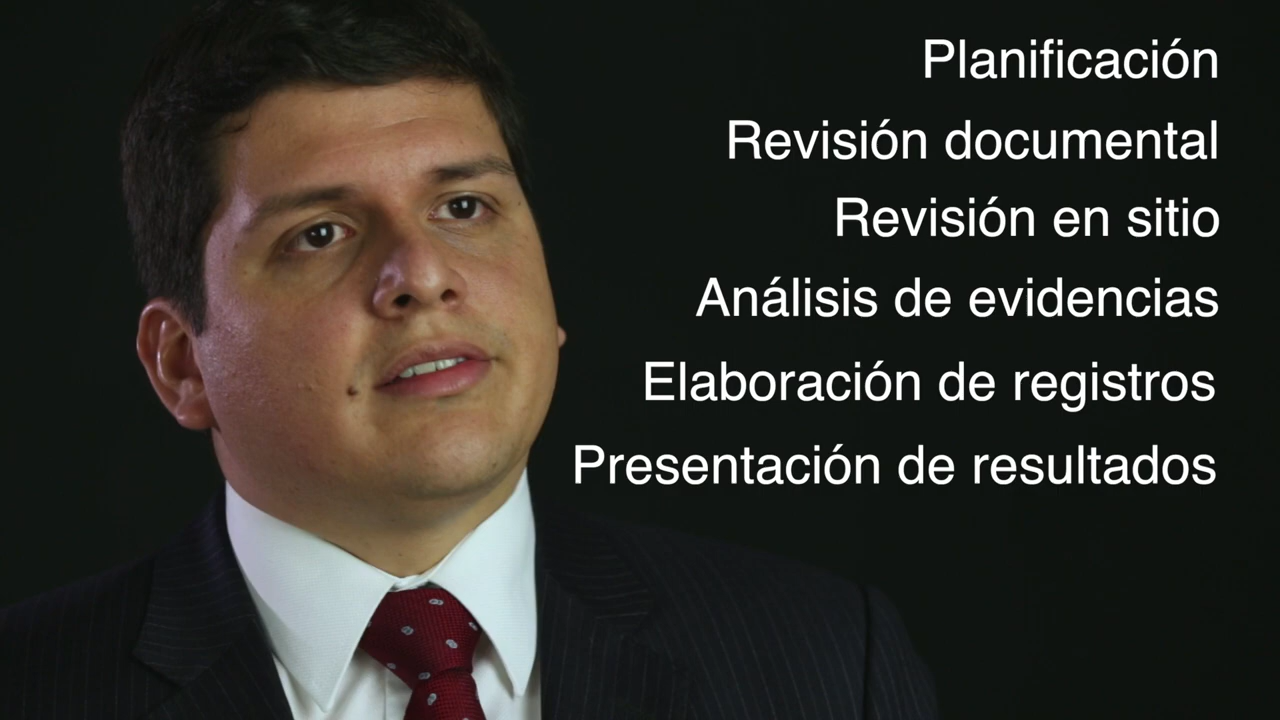 Planificación
Revisión documental
Revisión en sitio
Análisis de evidencias
Elaboración de registros
Presentación de resultados